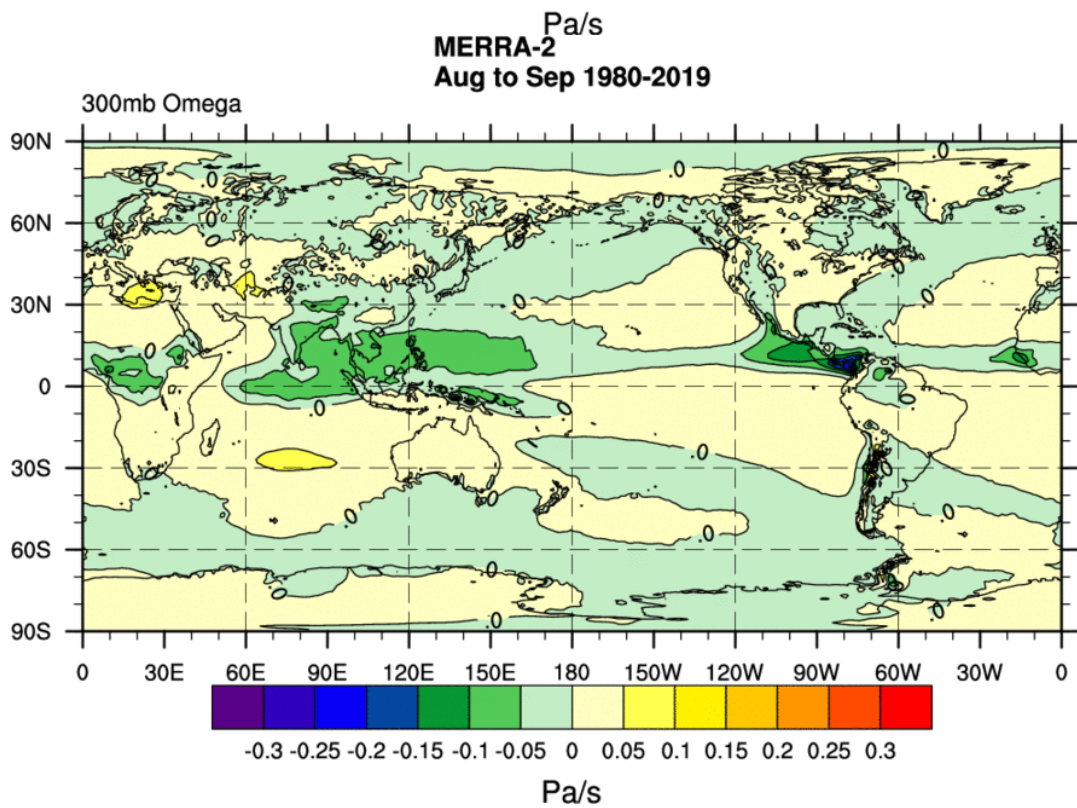 Pa/s
MERRA-2
Aug to Sep 1980-2019
300mb Omega
90N
60N
30N
0
30S
60S
90S
0 30E 60E 90E 120E 150E 180 150W 120W 90W 60W 30W 0
-0.3 -0.25 -0.2 -0.15 -0.1 -0.05 0 0.05 0.1 0.15 0.2 0.25 0.3
Pa/s